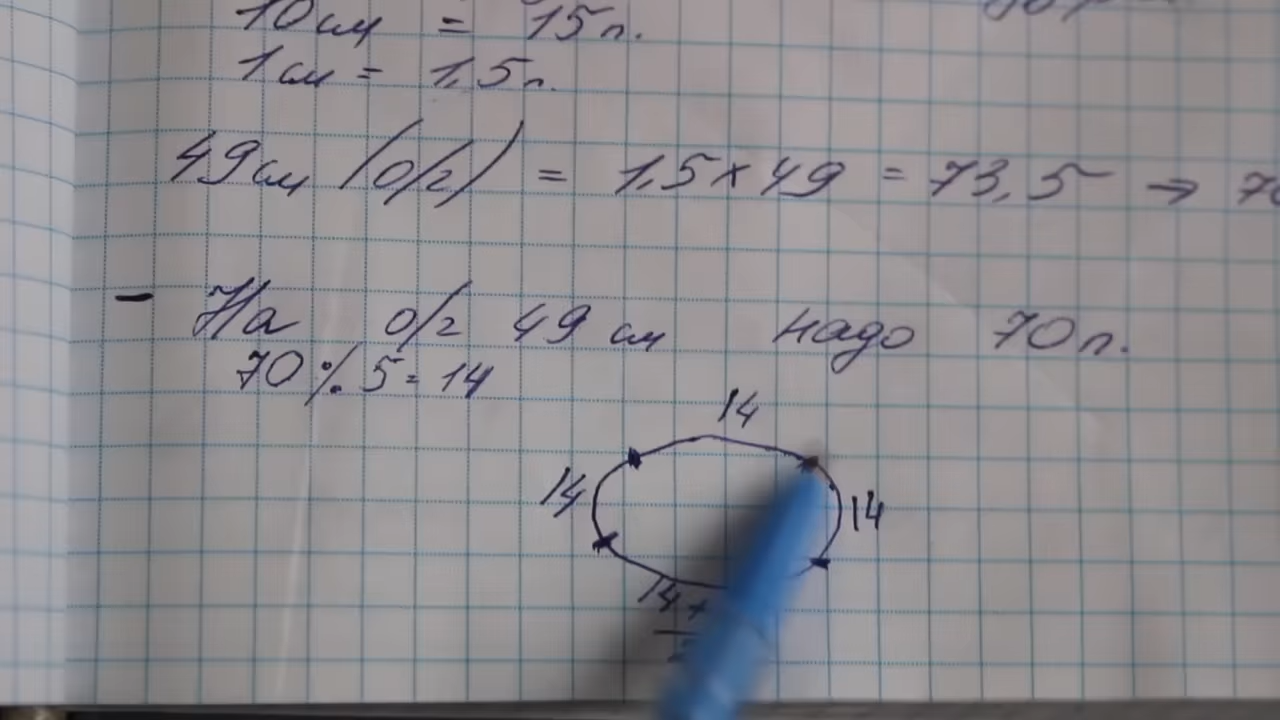 10 см = 15 п.
1 см = 1,5 п.
49 см (о/г) = 1,5 × 49 = 73,5 →
- На о/г 49 см надо 70 п.
70 % 5 = 14
14
14
14
14 +